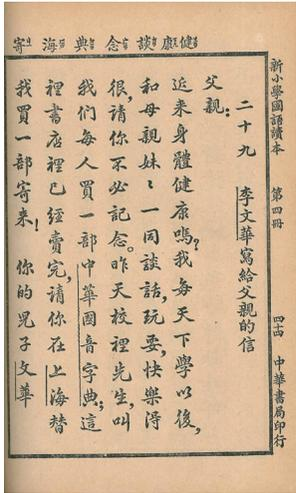 新小學國語讀本　第四冊　四十四　中華書局印行
二十九　李文華寫給父親的信
父親：
近來身體健康嗎？我每天下學以後，
和母親妹妹一同談話，玩耍，快樂得
很，請你不必記念。昨天校裡先生，叫
我們每人買一部中華國音字典；這
裡書店裡已經賣完，請你在上海替
我買一部寄來！　你的兒子文華
健康談念典海寄